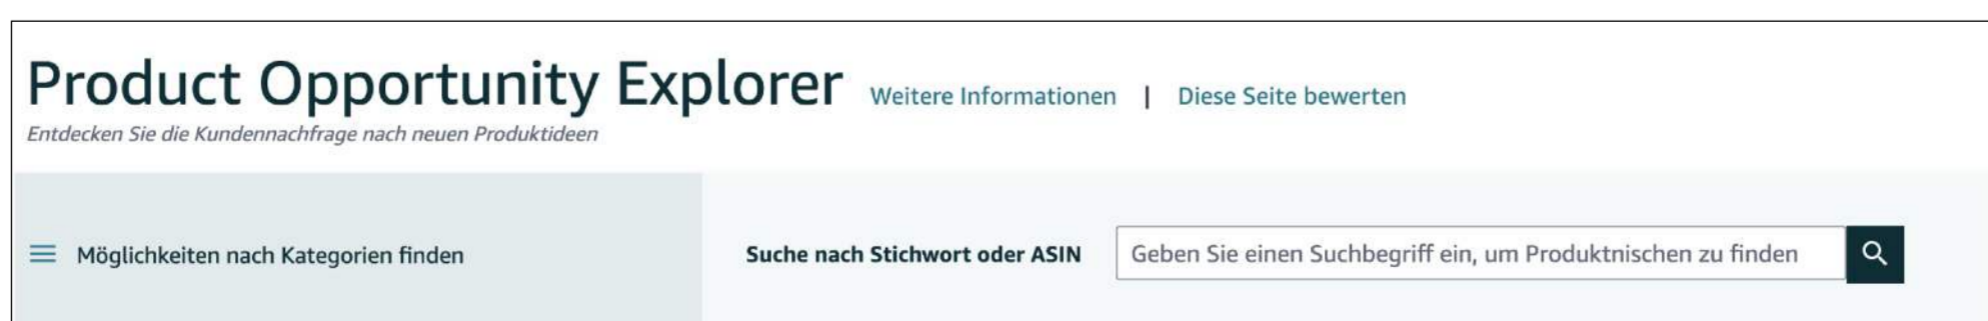 Product Opportunity Explorer Weitere Informationen | Diese Seite bewerten
Entdecken Sie die Kundennachfrage nach neuen Produktideen
Möglichkeiten nach Kategorien finden
Suche nach Stichwort oder ASIN Geben Sie einen Suchbegriff ein, um Produktnischen zu finden